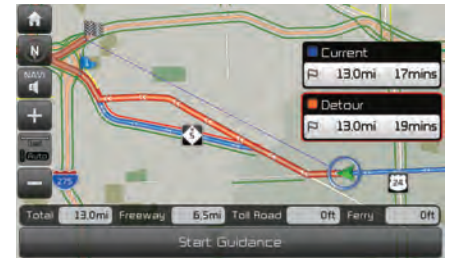 N
Current
NAVI
13.0mi 17mins
Detour
13.0mi 19mins
5
Auto
275
24
Total 13.0mi Freeway 6.5mi Toll Road 0ft Ferry 0ft
Start Guidance